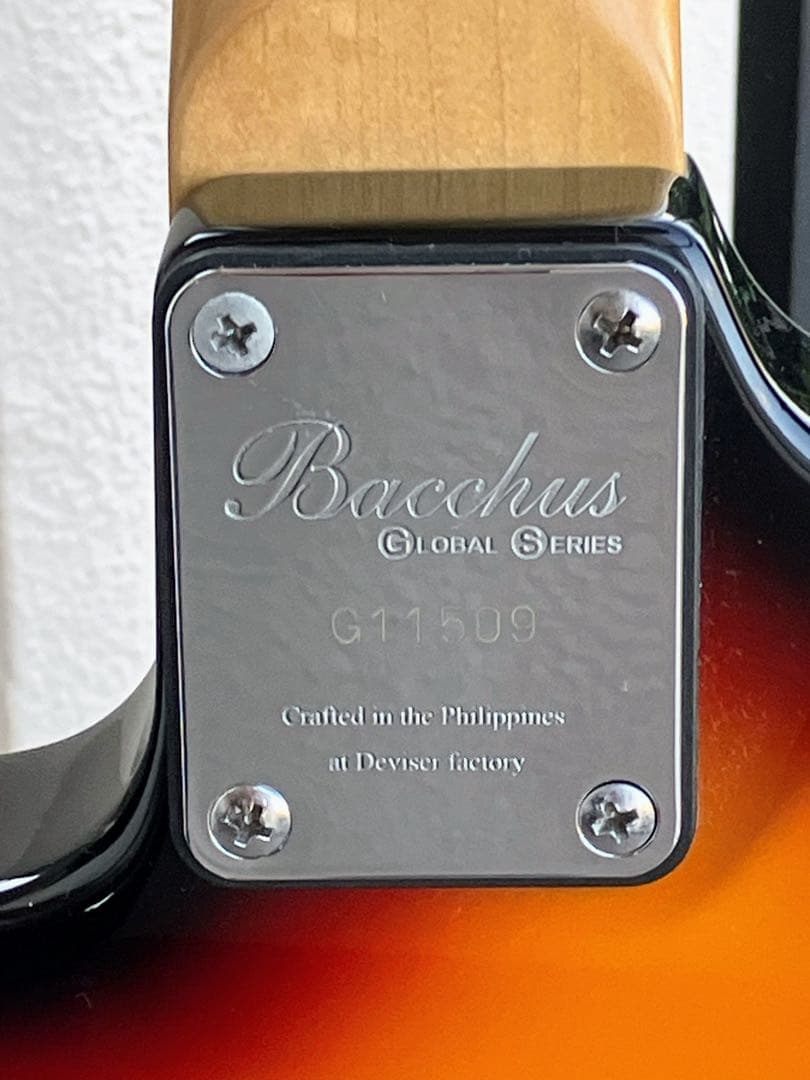 Bacchus
GLOBAL SERIES
G11509
Crafted in the Philippines
at Deviser factory